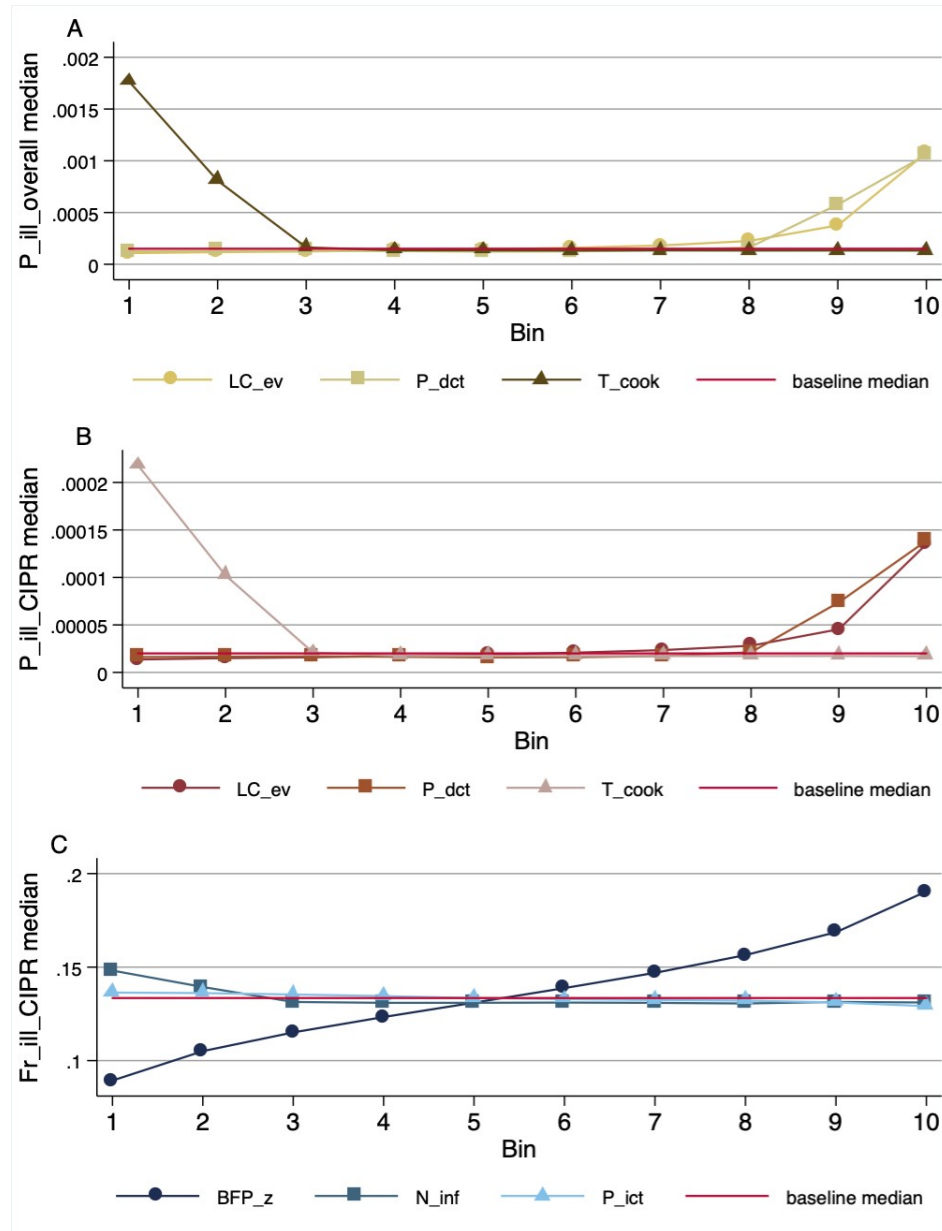 A
P_ill_overall median
.002
.0015
.001
.0005
0
1 2 3 4 5 6 7 8 9 10
Bin
LC_ev P_dct T_cook baseline median
B
P_ill_CIPR median
.0002
.00015
.0001
.00005
0
1 2 3 4 5 6 7 8 9 10
Bin
LC_ev P_dct T_cook baseline median
C
Fr_ill_CIPR median
.2
.15
.1
1 2 3 4 5 6 7 8 9 10
Bin
BFP_z N_inf P_ict baseline median